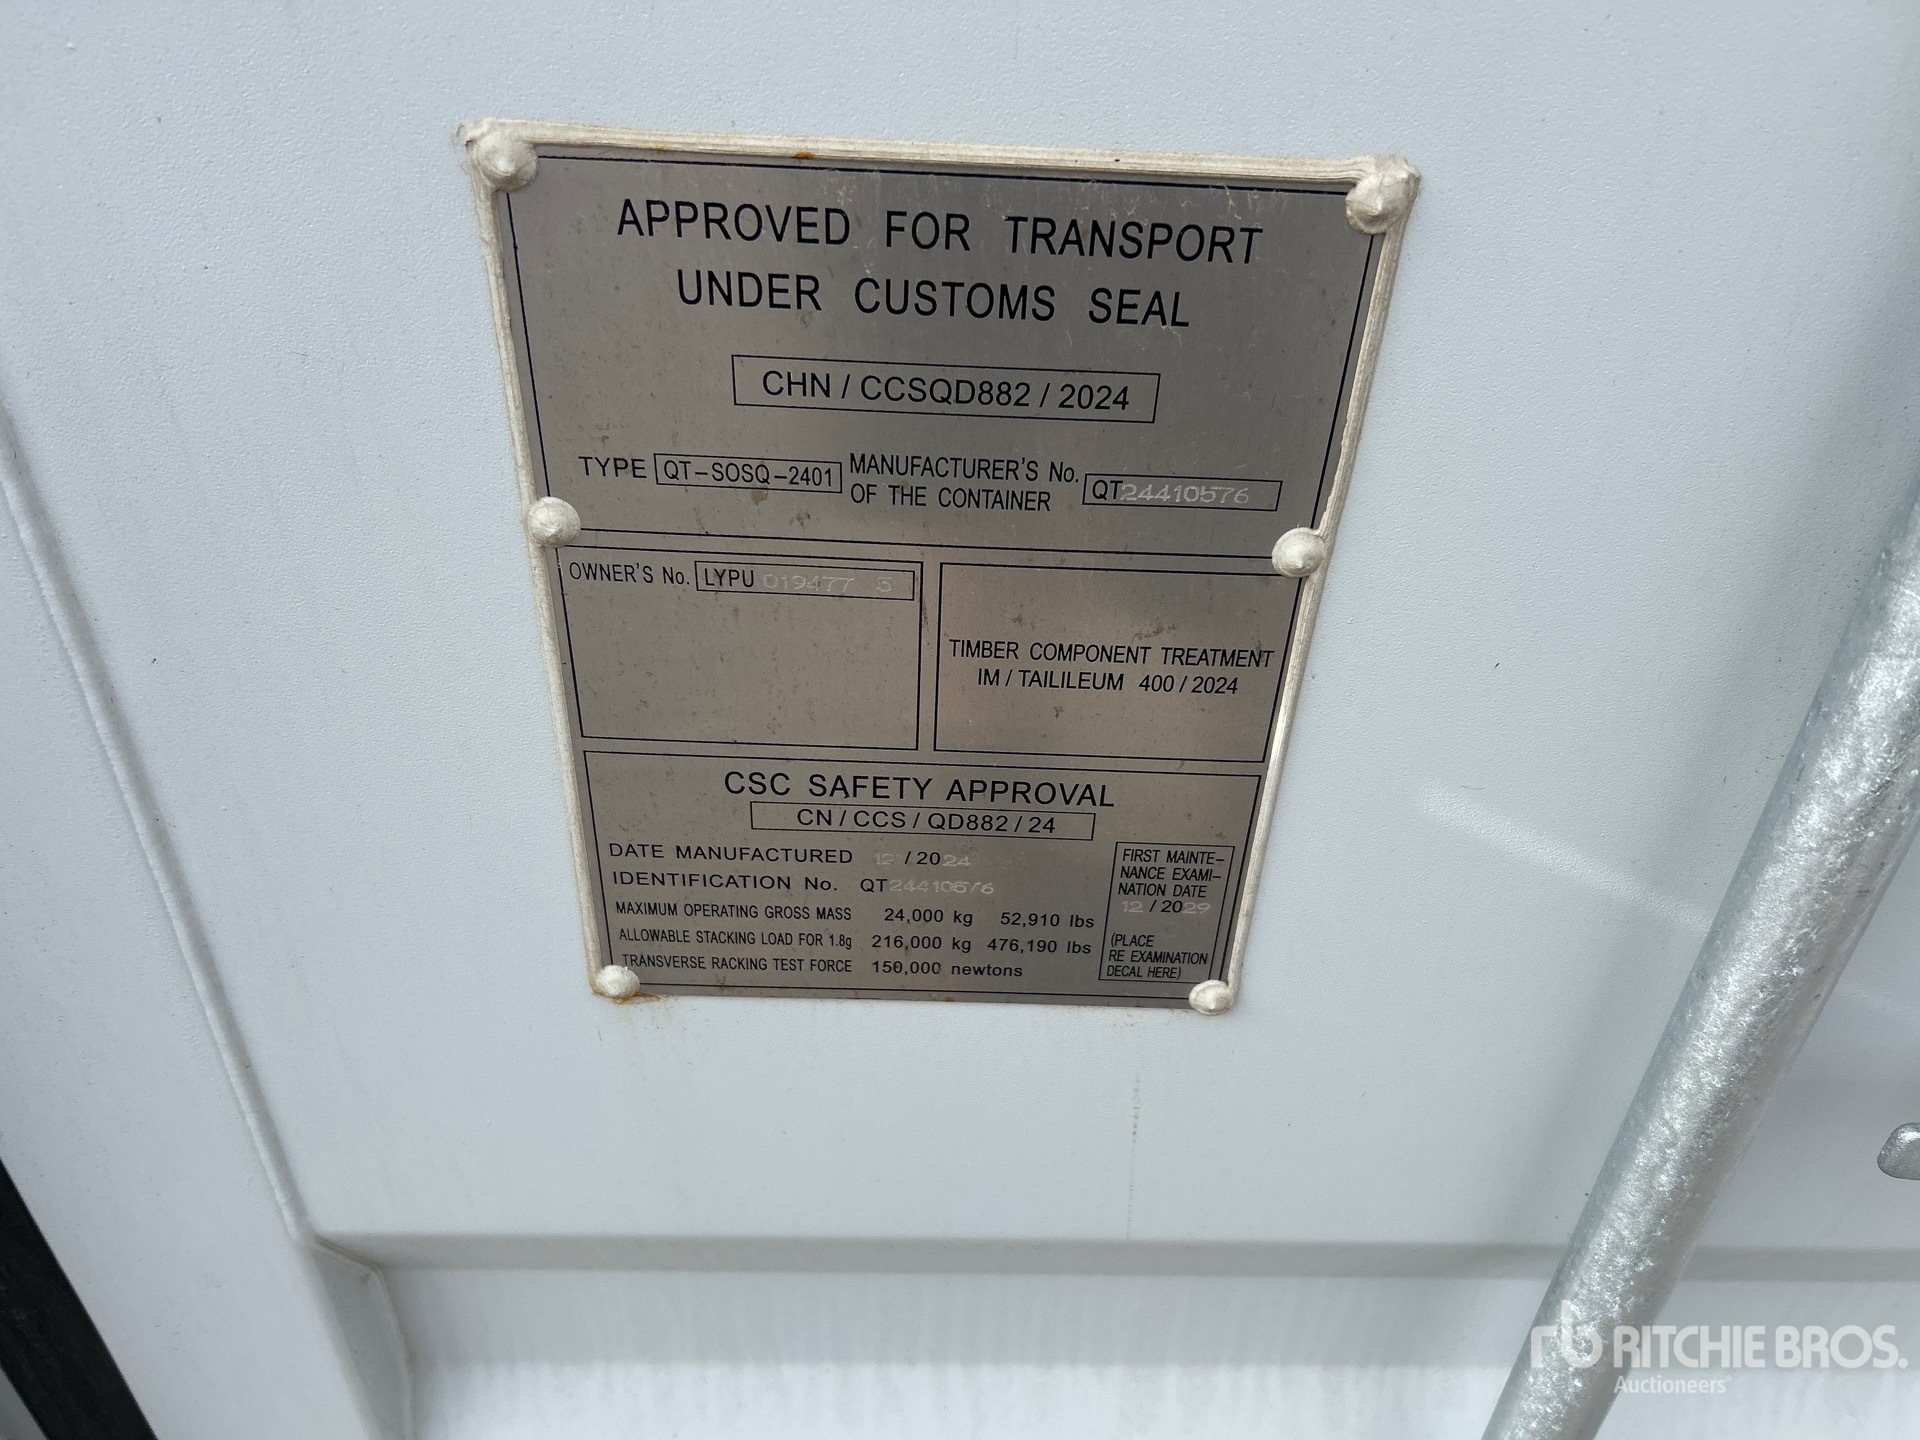 APPROVED FOR TRANSPORT
UNDER CUSTOMS SEAL
CHN / CCSQD882 / 2024
TYPE QT-SOSQ-2401 MANUFACTURER'S No. OF THE CONTAINER QT24410576
OWNER'S No. LYPU 019477 5
TIMBER COMPONENT TREATMENT
IM / TAILILEUM 400 / 2024
CSC SAFETY APPROVAL
CN / CCS / QD882 / 24
DATE MANUFACTURED 12 / 2024
IDENTIFICATION No. QT24410576
MAXIMUM OPERATING GROSS MASS 24,000 kg 52,910 lbs
ALLOWABLE STACKING LOAD FOR 1.8g 216,000 kg 476,190 lbs
TRANSVERSE RACKING TEST FORCE 150,000 newtons
FIRST MAINTE-
NANCE EXAMI-
NATION DATE
12 / 2029
(PLACE
RE EXAMINATION
DECAL HERE)
rb RITCHIE BROS.
Auctioneers